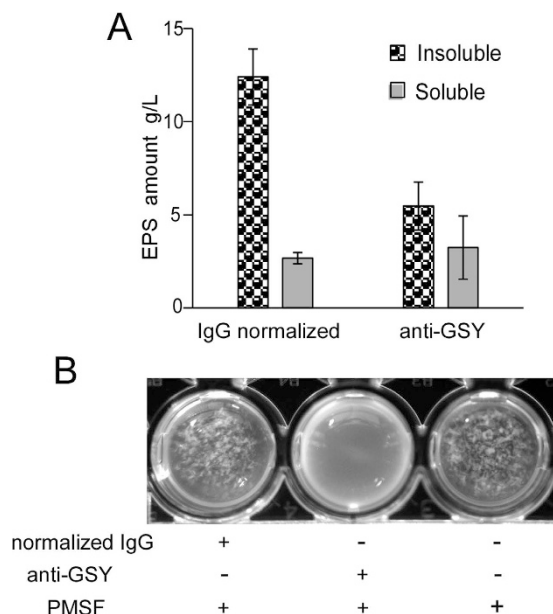 A
15
Insoluble
Soluble
10
EPS amount g/L
5
0
IgG normalized anti-GSY
B
normalized IgG + - -
anti-GSY - + -
PMSF + + +